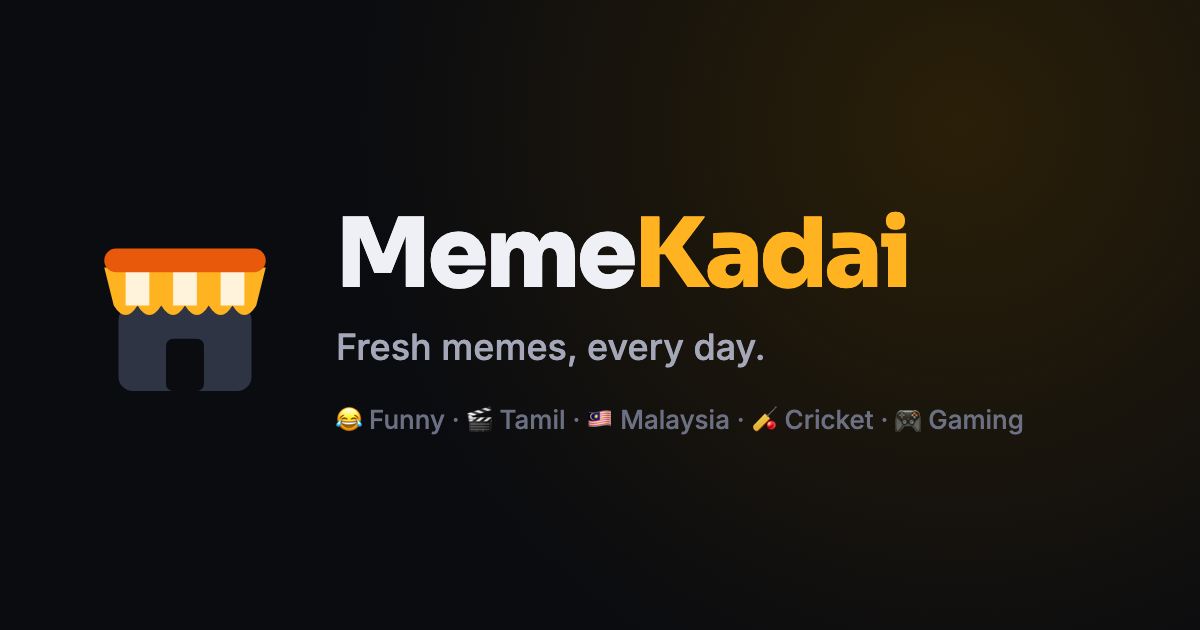 MemeKadai
Fresh memes, every day.
😂 Funny · 🎬 Tamil · 🇲🇾 Malaysia · 🏏 Cricket · 🎮 Gaming